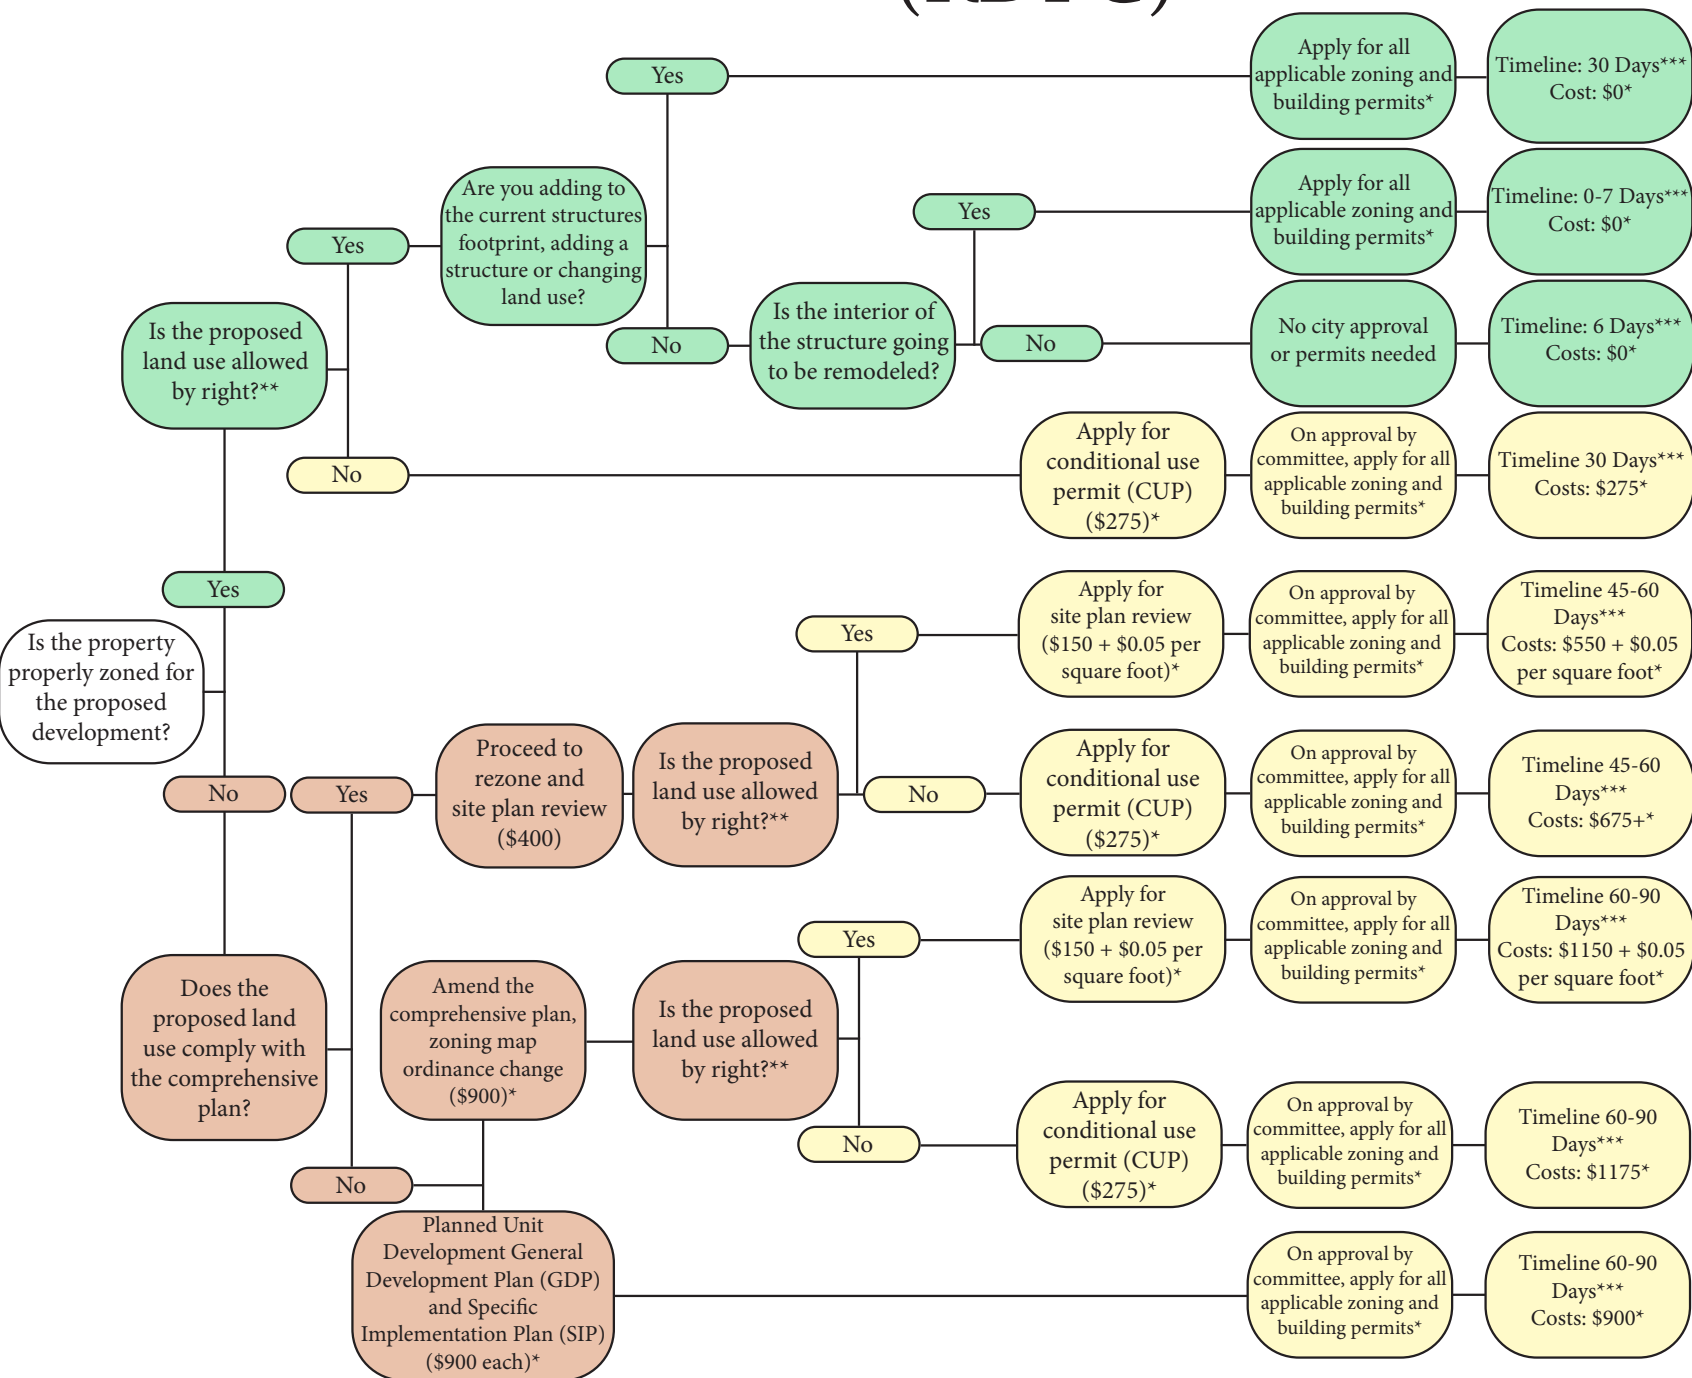 Yes
Apply for all
applicable zoning and
building permits*
Timeline: 30 Days***
Cost: $0*
Are you adding to
the current structures
footprint, adding a
structure or changing
land use?
Yes
Apply for all
applicable zoning and
building permits*
Timeline: 0-7 Days***
Cost: $0*
Yes
Is the proposed
land use allowed
by right?**
No
Is the interior of
the structure going
to be remodeled?
No
No city approval
or permits needed
Timeline: 6 Days***
Costs: $0*
No
Apply for
conditional use
permit (CUP)
($275)*
On approval by
committee, apply for all
applicable zoning and
building permits*
Timeline 30 Days***
Costs: $275*
Yes
Is the property
properly zoned for
the proposed
development?
Yes
Apply for
site plan review
($150 + $0.05 per
square foot)*
On approval by
committee, apply for all
applicable zoning and
building permits*
Timeline 45-60
Days***
Costs: $550 + $0.05
per square foot*
No
Yes
Proceed to
rezone and
site plan review
($400)
Is the proposed
land use allowed
by right?**
No
Apply for
conditional use
permit (CUP)
($275)*
On approval by
committee, apply for all
applicable zoning and
building permits*
Timeline 45-60
Days***
Costs: $675+*
Yes
Apply for
site plan review
($150 + $0.05 per
square foot)*
On approval by
committee, apply for all
applicable zoning and
building permits*
Timeline 60-90
Days***
Costs: $1150 + $0.05
per square foot*
Does the
proposed land
use comply with
the comprehensive
plan?
Amend the
comprehensive plan,
zoning map
ordinance change
($900)*
Is the proposed
land use allowed
by right?**
No
Apply for
conditional use
permit (CUP)
($275)*
On approval by
committee, apply for all
applicable zoning and
building permits*
Timeline 60-90
Days***
Costs: $1175*
No
Planned Unit
Development General
Development Plan (GDP)
and Specific
Implementation Plan (SIP)
($900 each)*
On approval by
committee, apply for all
applicable zoning and
building permits*
Timeline 60-90
Days***
Costs: $900*